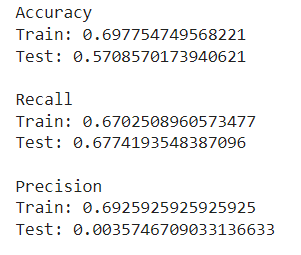 Accuracy
Train: 0.697754749568221
Test: 0.5708570173940621
Recall
Train: 0.6702508960573477
Test: 0.6774193548387096
Precision
Train: 0.6925925925925925
Test: 0.0035746709033136633